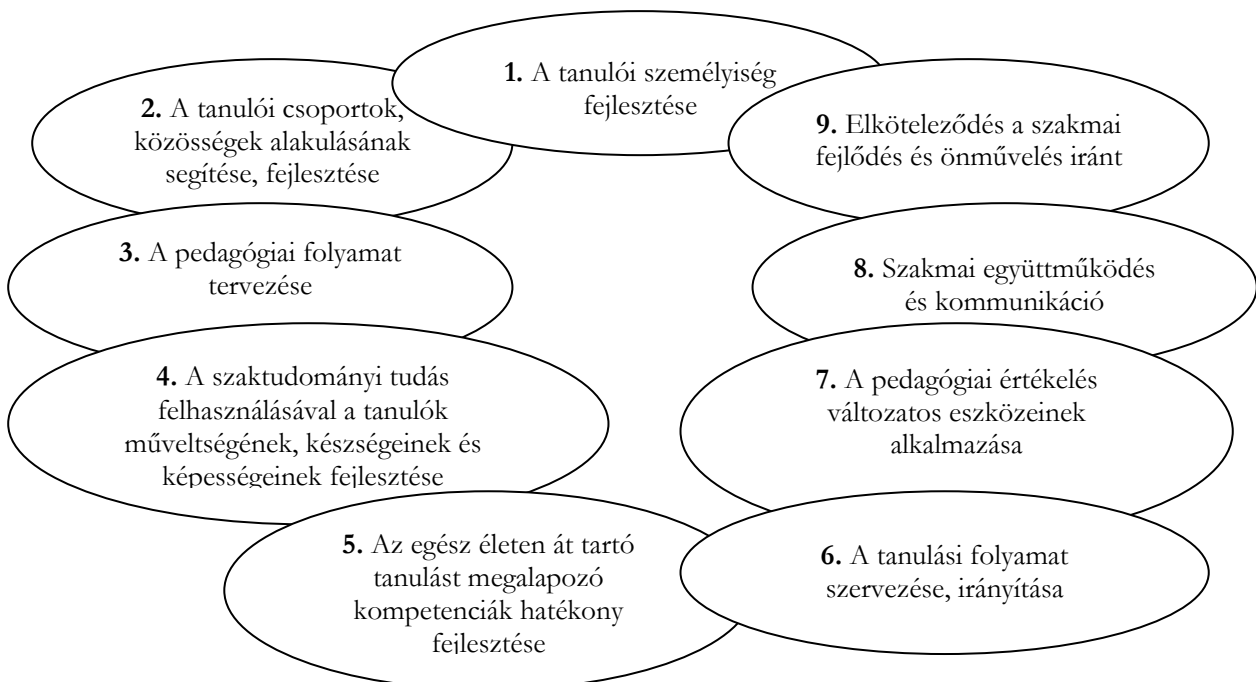 1. A tanulói személyiség
fejlesztése
2. A tanulói csoportok,
közösségek alakulásának
segítése, fejlesztése
3. A pedagógiai folyamat
tervezése
4. A szaktudományi tudás
felhasználásával a tanulók
műveltségének, készségeinek és
képességeinek fejlesztése
5. Az egész életen át tartó
tanulást megalapozó
kompetenciák hatékony
fejlesztése
6. A tanulási folyamat
szervezése, irányítása
7. A pedagógiai értékelés
változatos eszközeinek
alkalmazása
8. Szakmai együttműködés
és kommunikáció
9. Elköteleződés a szakmai
fejlődés és önművelés iránt